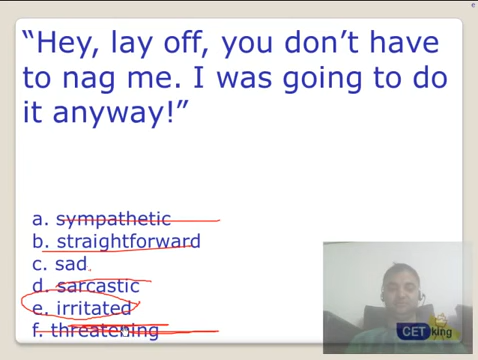 “Hey, lay off, you don’t have
to nag me. I was going to do
it anyway!”
a. sympathetic
b. straightforward
c. sad
d. sarcastic
e. irritated
f. threatening
CET king
e